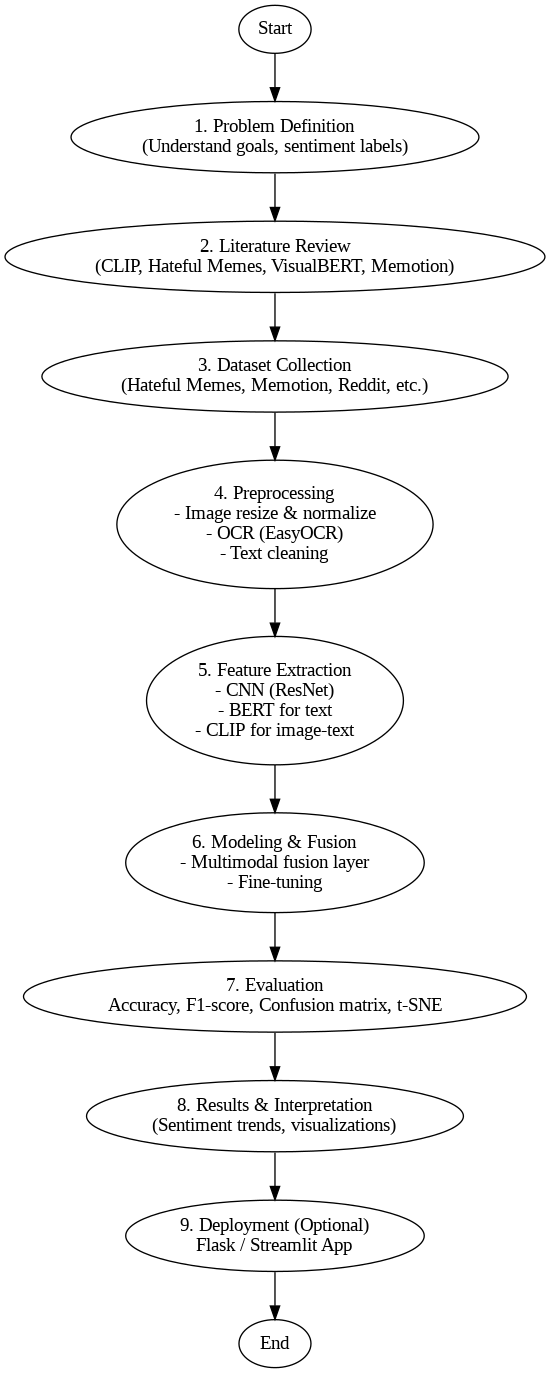 Start
1. Problem Definition
(Understand goals, sentiment labels)
2. Literature Review
(CLIP, Hateful Memes, VisualBERT, Memotion)
3. Dataset Collection
(Hateful Memes, Memotion, Reddit, etc.)
4. Preprocessing
- Image resize & normalize
- OCR (EasyOCR)
- Text cleaning
5. Feature Extraction
- CNN (ResNet)
- BERT for text
- CLIP for image-text
6. Modeling & Fusion
- Multimodal fusion layer
- Fine-tuning
7. Evaluation
Accuracy, F1-score, Confusion matrix, t-SNE
8. Results & Interpretation
(Sentiment trends, visualizations)
9. Deployment (Optional)
Flask / Streamlit App
End